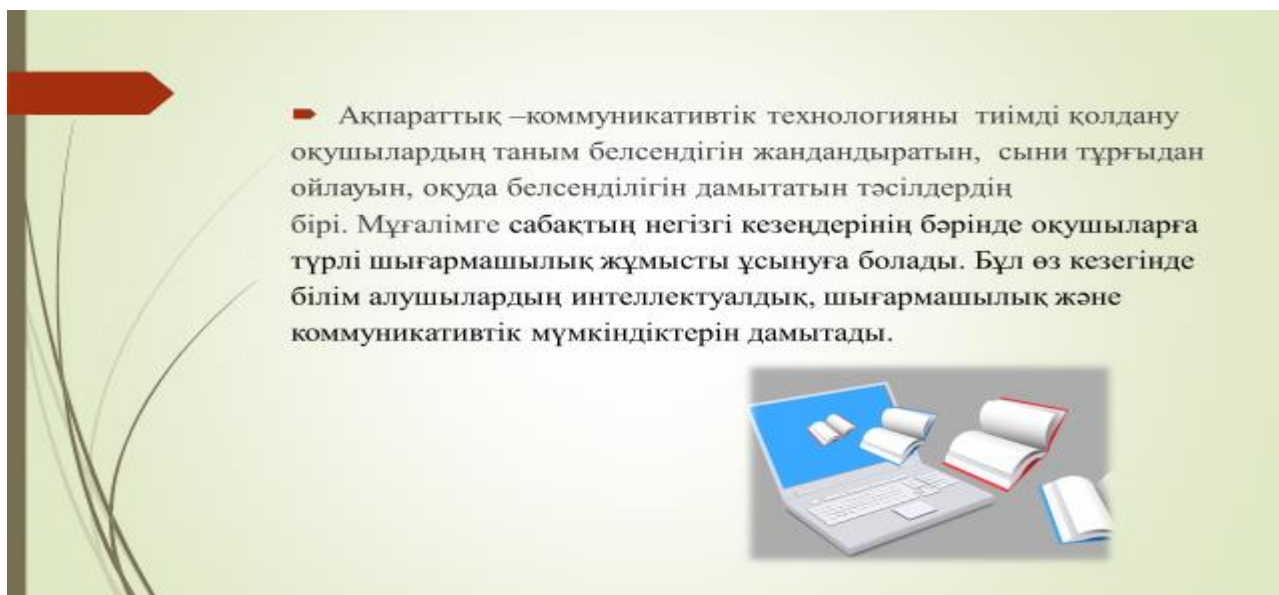 Ақпараттық –коммуникативтік технологияны  тиімді қолдану
оқушылардың таным белсендігін жандандыратын,  сыни тұрғыдан
ойлауын, оқуда белсенділігін дамытатын тәсілдердің
бірі. Мұғалімге сабақтың негізгі кезеңдерінің бәрінде оқушыларға
түрлі шығармашылық жұмысты ұсынуға болады. Бұл өз кезегінде
білім алушылардың интеллектуалдық, шығармашылық және
коммуникативтік мүмкіндіктерін дамытады.